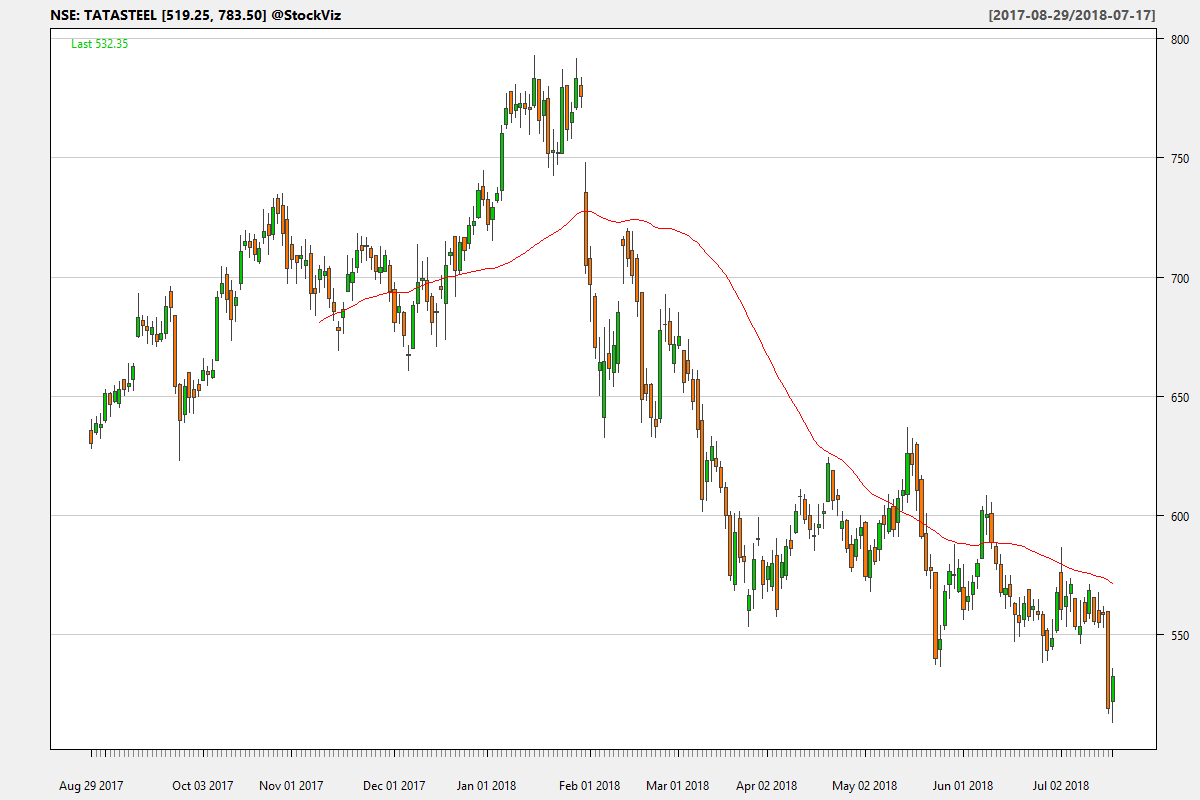 NSE: TATASTEEL [519.25, 783.50] @StockViz [2017-08-29/2018-07-17]
Last 532.35
800
750
700
650
600
550
Aug 29 2017 Oct 03 2017 Nov 01 2017 Dec 01 2017 Jan 01 2018 Feb 01 2018 Mar 01 2018 Apr 02 2018 May 02 2018 Jun 01 2018 Jul 02 2018